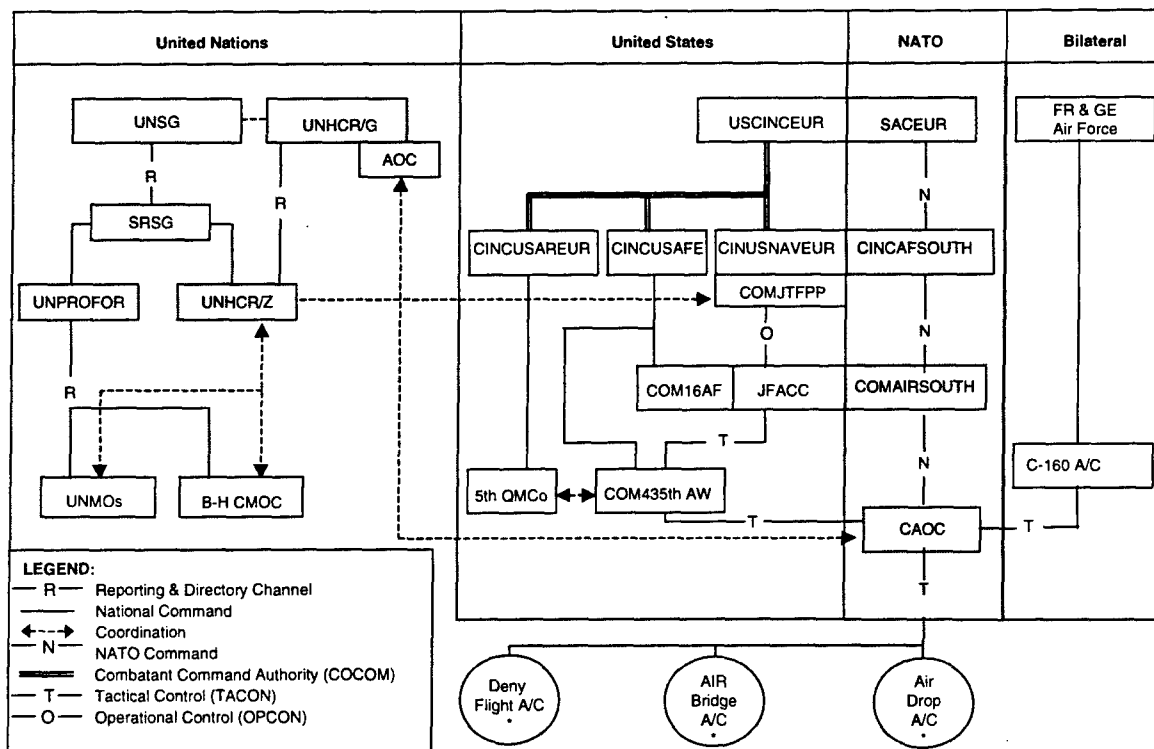 United Nations
United States
NATO
Bilateral
UNSG
UNHCR/G
AOC
USCINCEUR
SACEUR
FR & GE
Air Force
R
R
N
SRSG
CINCUSAREUR
CINCUSAFE
CINUSNAVEUR
CINCAFSOUTH
UNPROFOR
UNHCR/Z
COMJTFPP
O
N
R
COM16AF
JFACC
COMAIRSOUTH
T
N
C-160 A/C
UNMOs
B-H CMOC
5th QMCo
COM435th AW
T
CAOC
T
T
LEGEND:
R Reporting & Directory Channel
National Command
Coordination
N NATO Command
Combatant Command Authority (COCOM)
T Tactical Control (TACON)
O Operational Control (OPCON)
Deny
Flight A/C
*
AIR
Bridge
A/C
*
Air
Drop
A/C
*